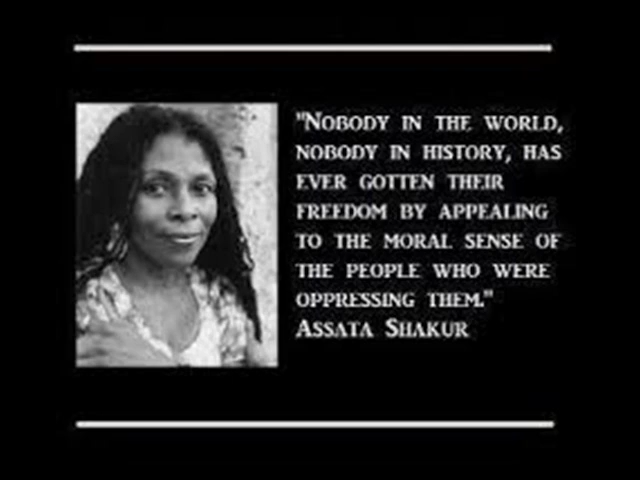 "Nobody in the world,
nobody in history, has
ever gotten their
freedom by appealing
to the moral sense of
the people who were
oppressing them."
Assata Shakur